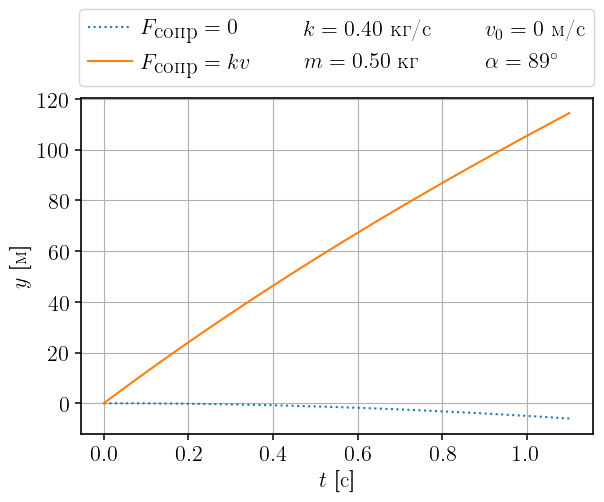 F_сопр = 0 k = 0.40 кг/с v₀ = 0 м/с
F_сопр = kv m = 0.50 кг α = 89°
120
100
80
60
40
20
0
y [м]
0.0 0.2 0.4 0.6 0.8 1.0
t [с]